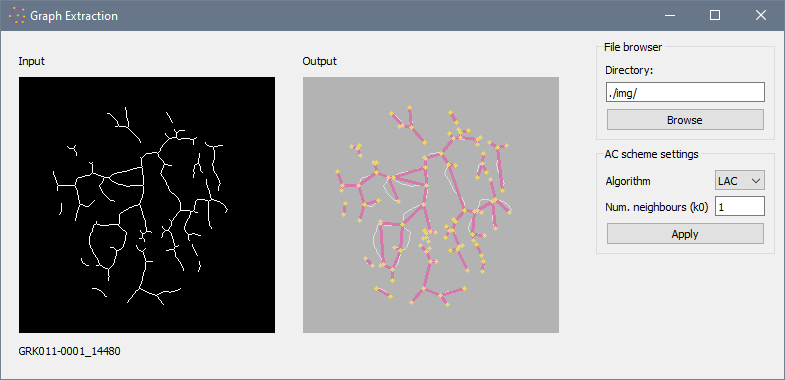 Graph Extraction
Input
Output
GRK011-0001_14480
File browser
Directory:
./img/
Browse
AC scheme settings
Algorithm LAC
Num. neighbours (k0) 1
Apply